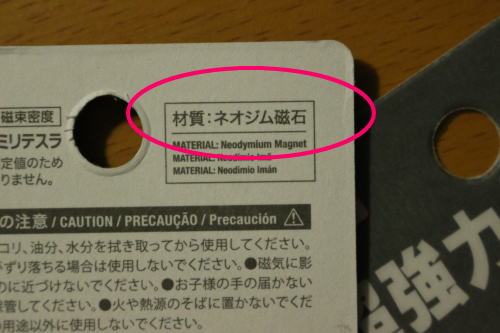 磁束密度
ミリテスラ
定値のため
りません。
材質：ネオジム磁石
MATERIAL: Neodymium Magnet
MATERIAL: Neodímio Imã
MATERIAL: Neodimio Imán
の注意 / CAUTION / PRECAUÇÃO / Precaución
コリ、油分、水分を拭き取ってから使用してください。
ずり落ちる場合は使用しないでください。●磁気に影
のに近づけないでください。●お子様の手の届かない
管してください。●火や熱源のそばに置かないでくだ
用途以外に使用しないでください。
超強力